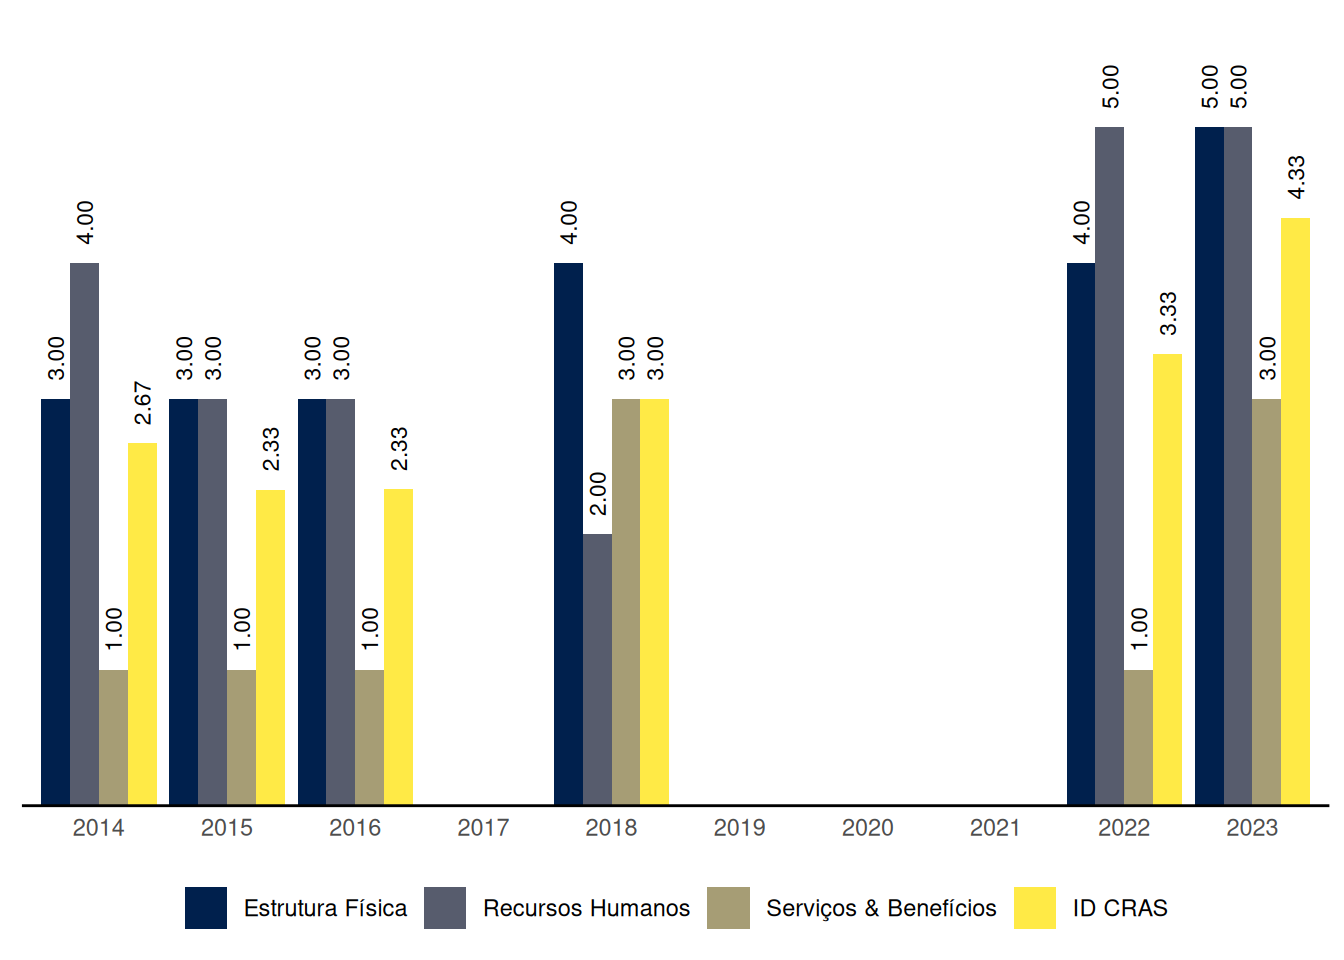 3.00 4.00 1.00 2.67 3.00 3.00 1.00 2.33 3.00 3.00 1.00 2.33 4.00 2.00 3.00 3.00 4.00 5.00 1.00 3.33 5.00 5.00 3.00 4.33
2014 2015 2016 2017 2018 2019 2020 2021 2022 2023
Estrutura Física Recursos Humanos Serviços & Benefícios ID CRAS